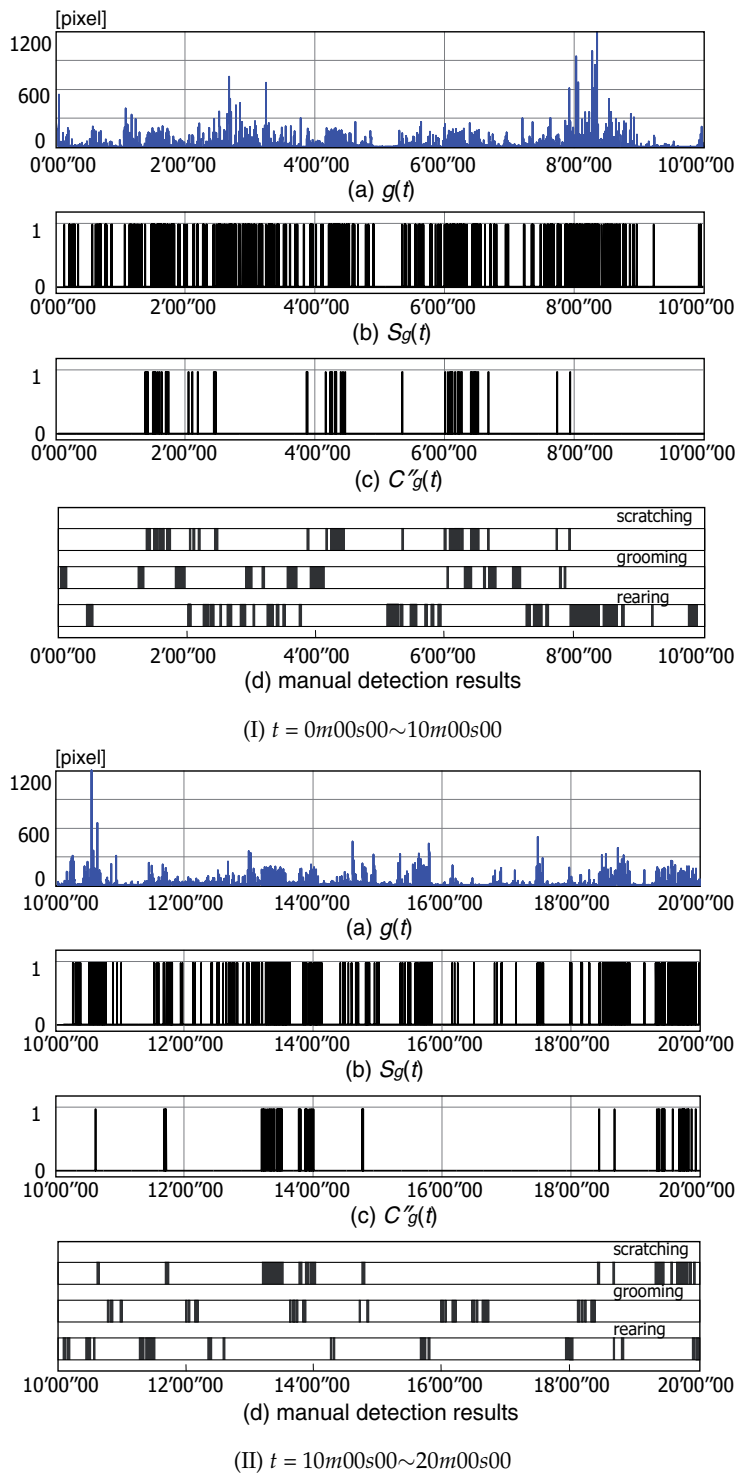 [pixel]
1200
600
0
0'00"00 2'00"00 4'00"00 6'00"00 8'00"00 10'00"00
(a) g(t)
1
0
0'00"00 2'00"00 4'00"00 6'00"00 8'00"00 10'00"00
(b) Sg(t)
1
0
0'00"00 2'00"00 4'00"00 6'00"00 8'00"00 10'00"00
(c) C″g(t)
scratching
grooming
rearing
0'00"00 2'00"00 4'00"00 6'00"00 8'00"00 10'00"00
(d) manual detection results
(I) t = 0m00s00∼10m00s00
[pixel]
1200
600
0
10'00"00 12'00"00 14'00"00 16'00"00 18'00"00 20'00"00
(a) g(t)
1
0
10'00"00 12'00"00 14'00"00 16'00"00 18'00"00 20'00"00
(b) Sg(t)
1
0
10'00"00 12'00"00 14'00"00 16'00"00 18'00"00 20'00"00
(c) C″g(t)
scratching
grooming
rearing
10'00"00 12'00"00 14'00"00 16'00"00 18'00"00 20'00"00
(d) manual detection results
(II) t = 10m00s00∼20m00s00